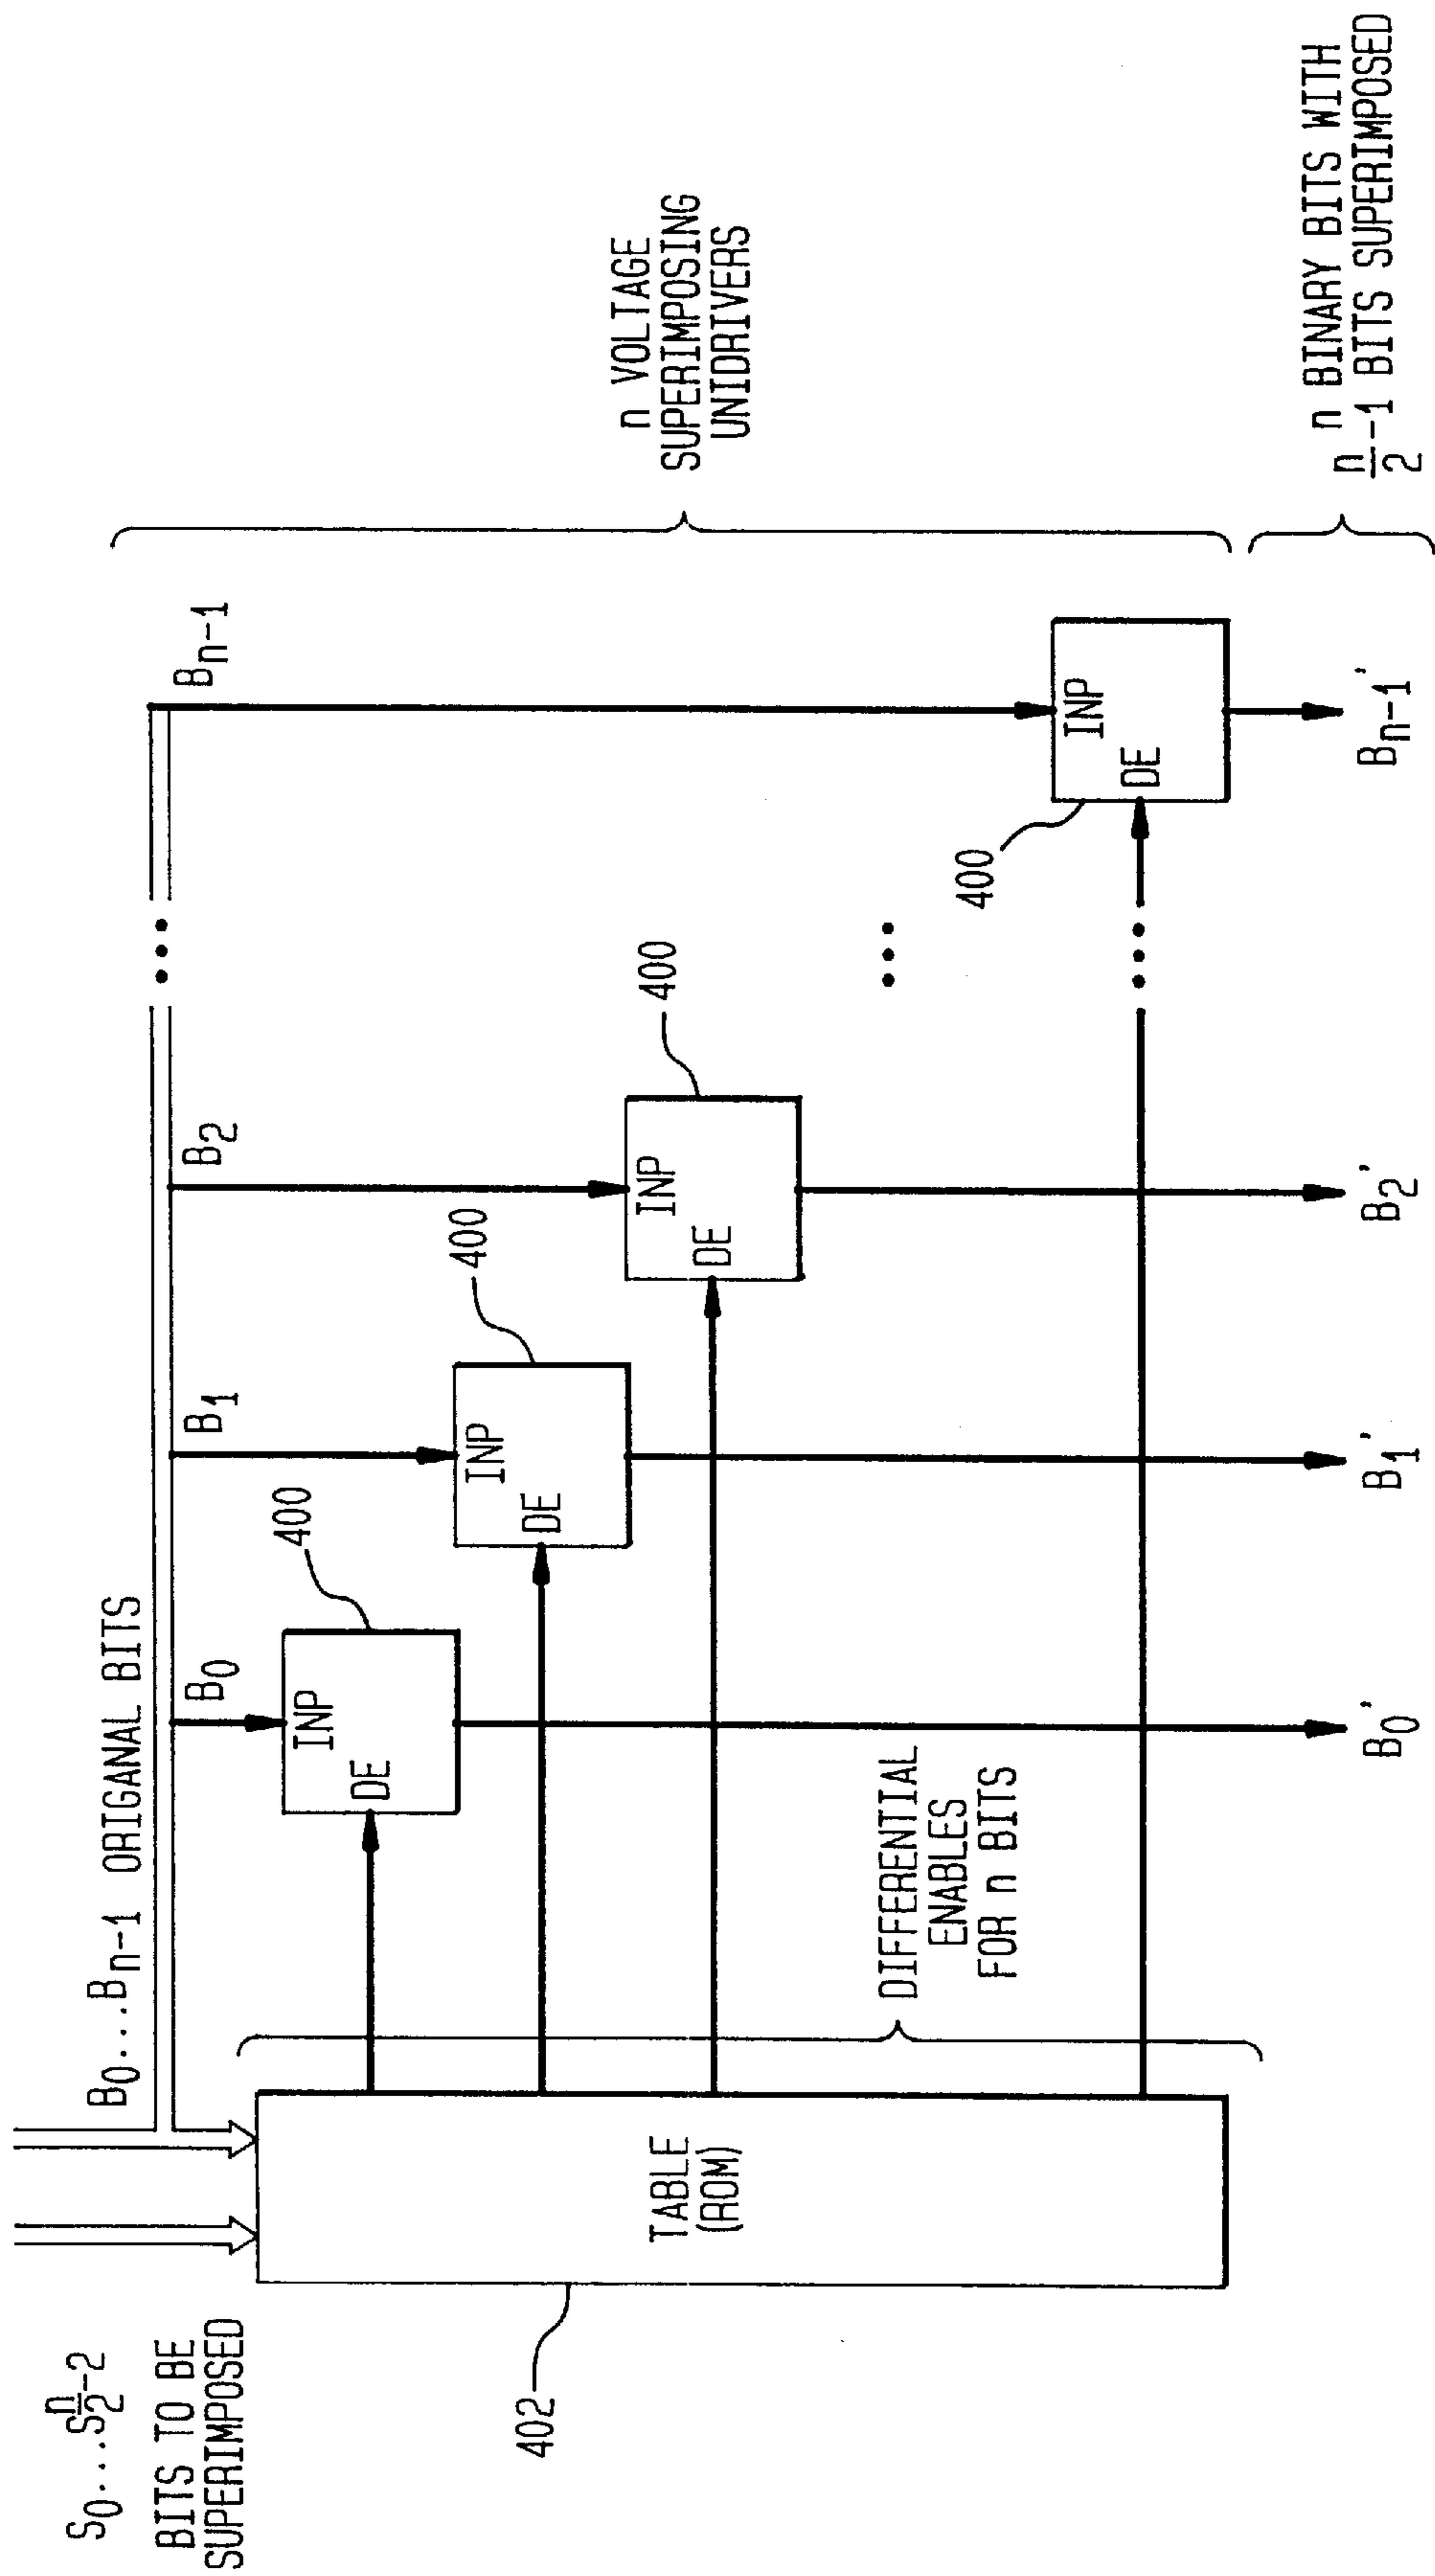 S0...Sn/2-2
BITS TO BE
SUPERIMPOSED
B0...Bn-1 ORIGANAL BITS
B0
B1
B2
...
Bn-1
402
TABLE
(ROM)
INP
DE
400
INP
DE
400
INP
DE
400
...
INP
DE
400
...
DIFFERENTIAL
ENABLES
FOR n BITS
B0'
B1'
B2'
Bn-1'
n VOLTAGE
SUPERIMPOSING
UNIDRIVERS
n BINARY BITS WITH
n/2-1 BITS SUPERIMPOSED